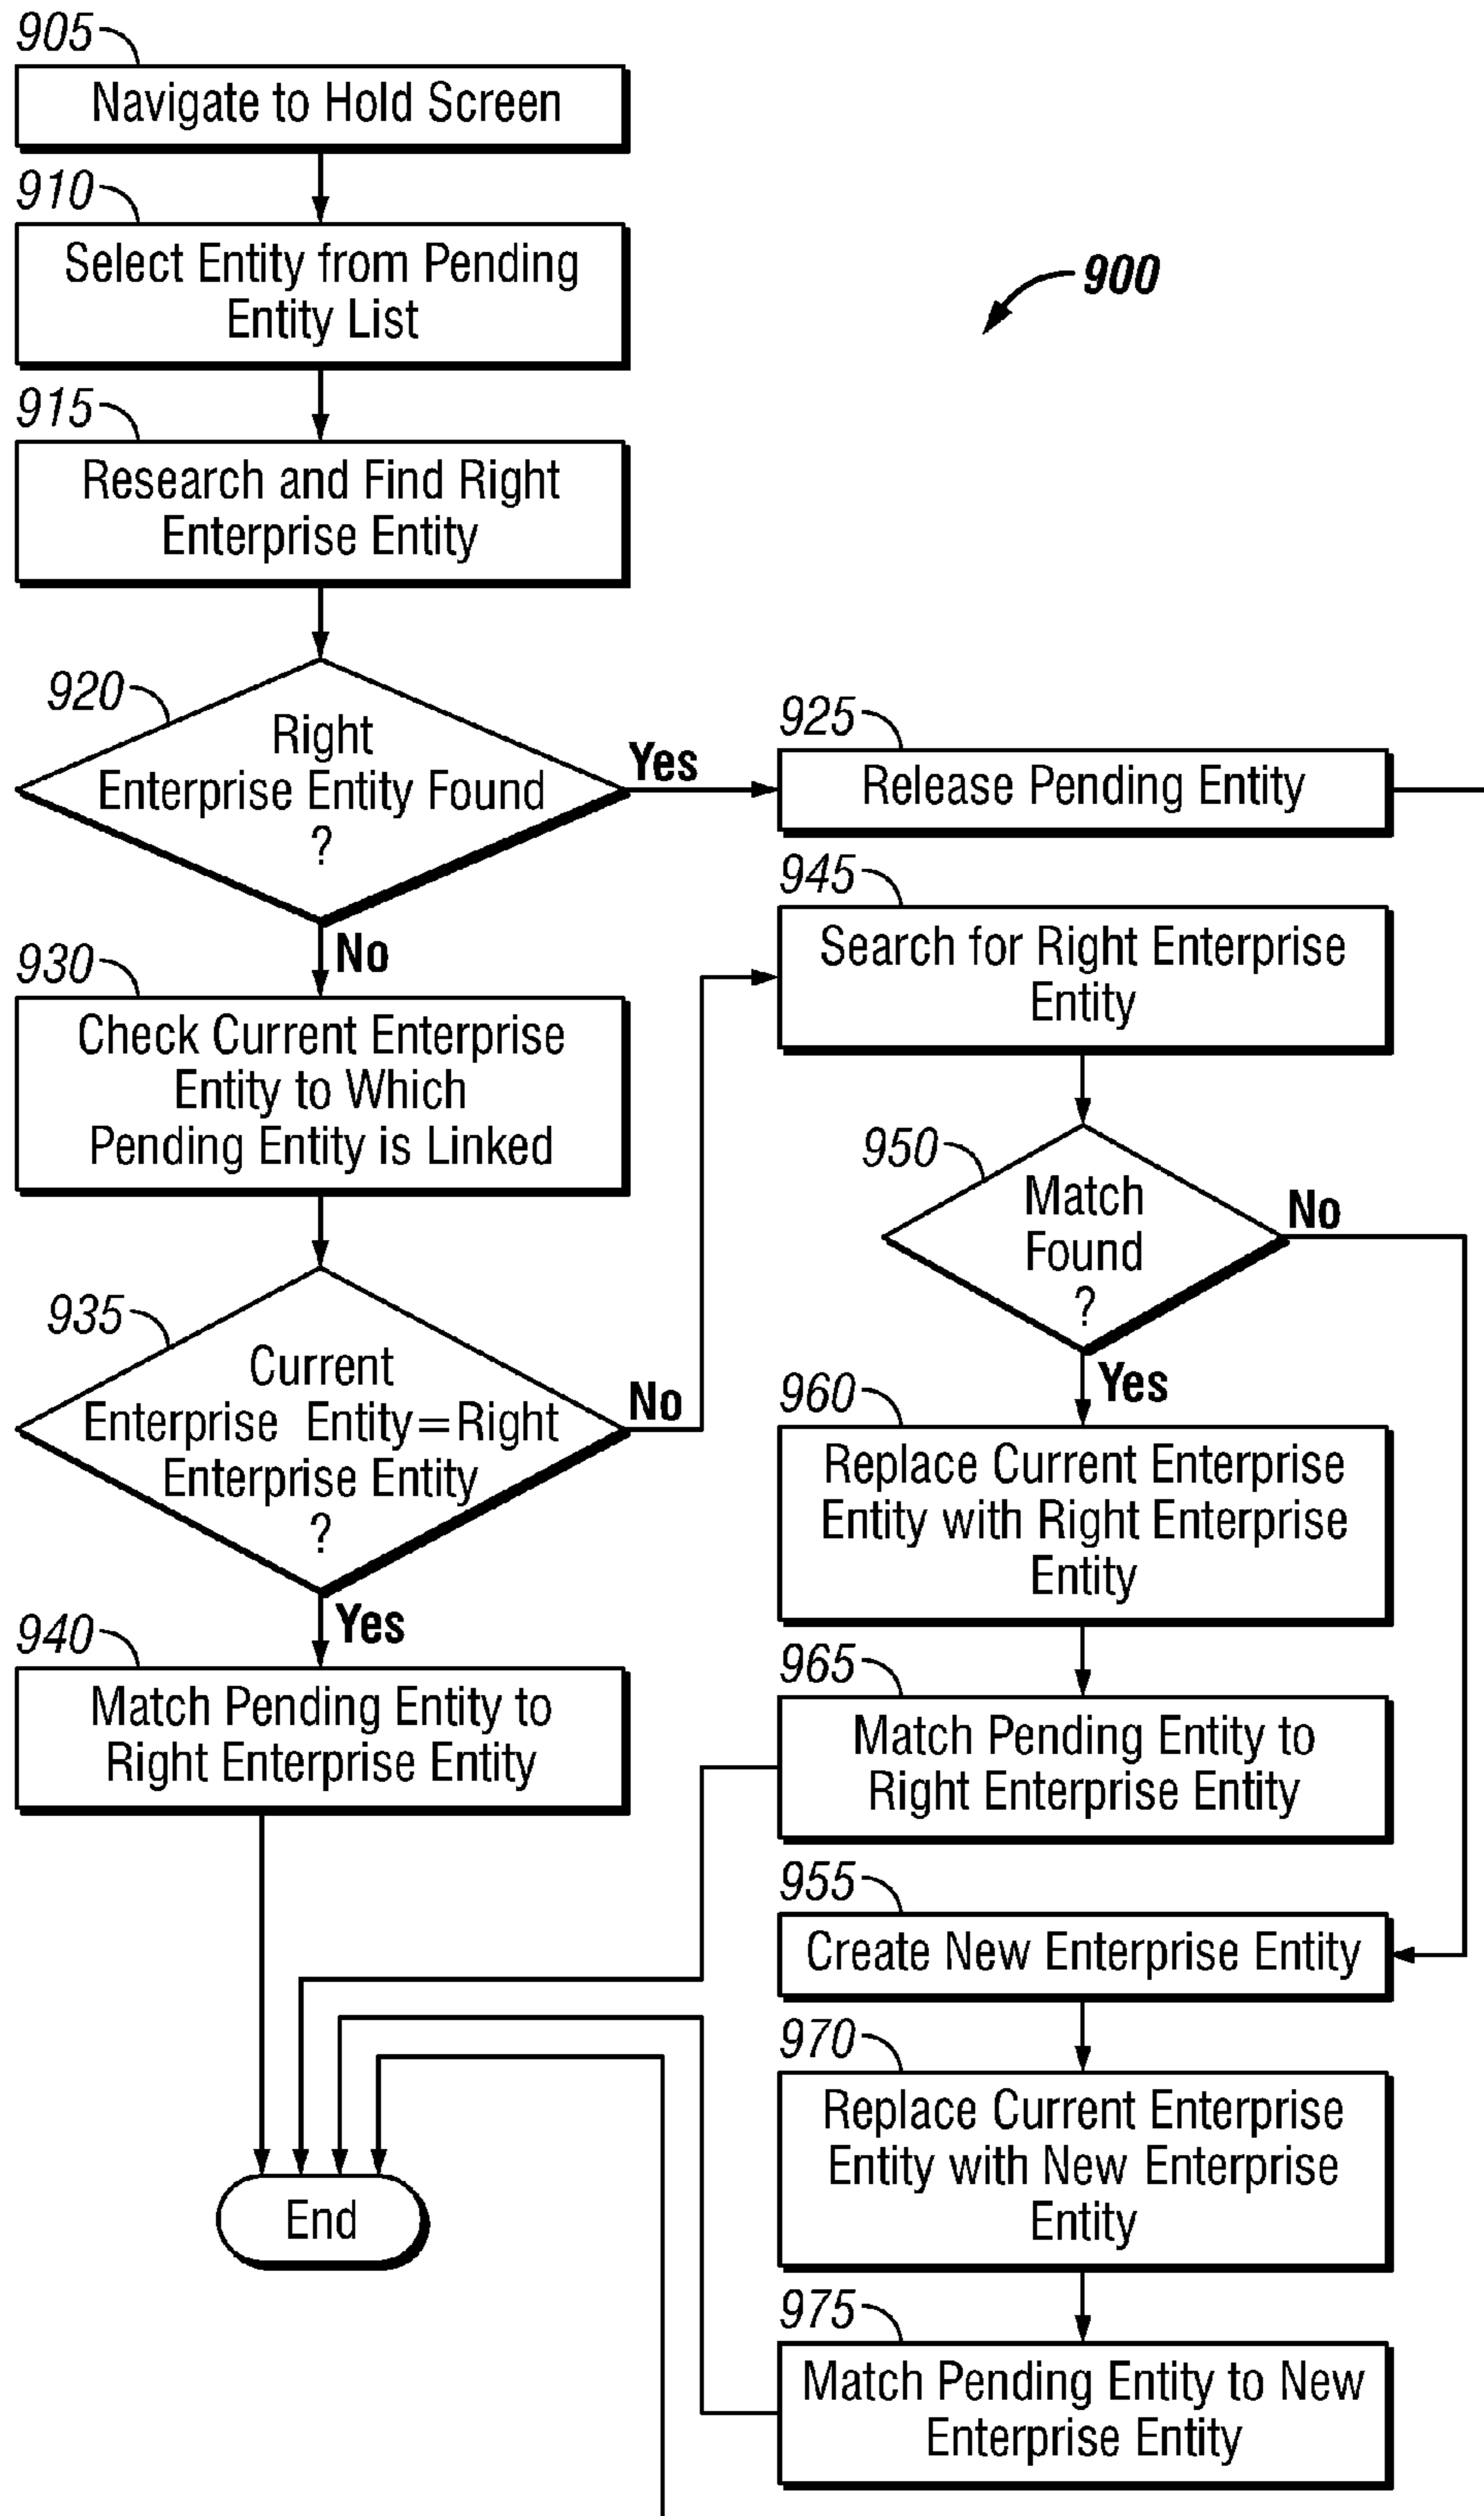 905
Navigate to Hold Screen
910
Select Entity from Pending
Entity List
900
915
Research and Find Right
Enterprise Entity
920
Right
Enterprise Entity Found
?
Yes
No
925
Release Pending Entity
930
Check Current Enterprise
Entity to Which
Pending Entity is Linked
935
Current
Enterprise Entity=Right
Enterprise Entity
?
No
Yes
940
Match Pending Entity to
Right Enterprise Entity
945
Search for Right Enterprise
Entity
950
Match
Found
?
No
Yes
960
Replace Current Enterprise
Entity with Right Enterprise
Entity
965
Match Pending Entity to
Right Enterprise Entity
955
Create New Enterprise Entity
970
Replace Current Enterprise
Entity with New Enterprise
Entity
975
Match Pending Entity to New
Enterprise Entity
End